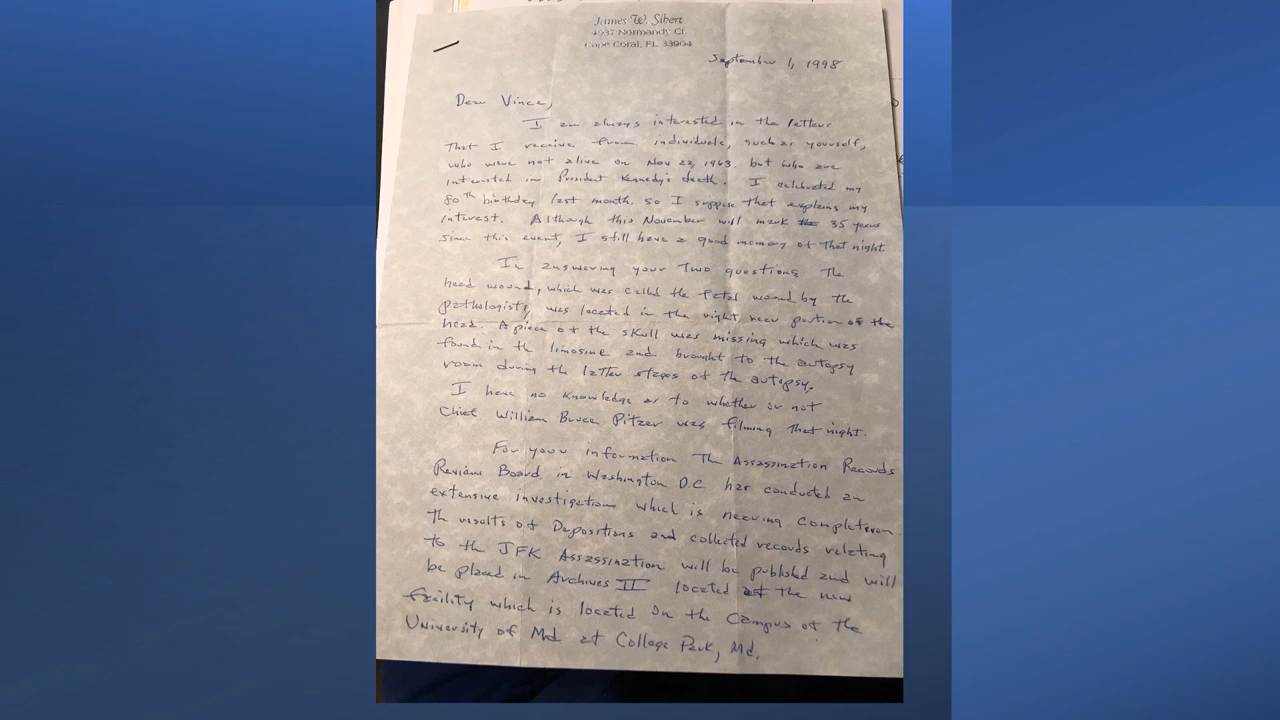 James W. Sibert
4937 Normandy Ct.
Cape Coral, FL 33904
September 1, 1998
Dear Vince,
I am always interested in the letters
that I receive from individuals, such as yourself,
who were not alive on Nov 22, 1963 but who are
interested in President Kennedy's death. I celebrated my
80th birthday last month, so I suppose that explains my
interest. Although this November will mark the 35 years
since this event, I still have a good memory of that night.
In answering your two questions the
head wound, which was called the fatal wound by the
pathologists, was located in the right, rear portion of the
head. A piece of the skull was missing which was
found in the limosine and brought to the autopsy
room during the latter stages of the autopsy.
I have no knowledge as to whether or not
Chief William Bruce Pitzer was filming that night.
For your information The Assassination Records
Review Board in Washington D.C has conducted an
extensive investigation which is nearing completion
The results of Depositions and collected records relating
to the JFK Assassination will be published and will
be placed in Archives II located at the new
facility which is located on the Campus of the
University of Md at College Park, Md.